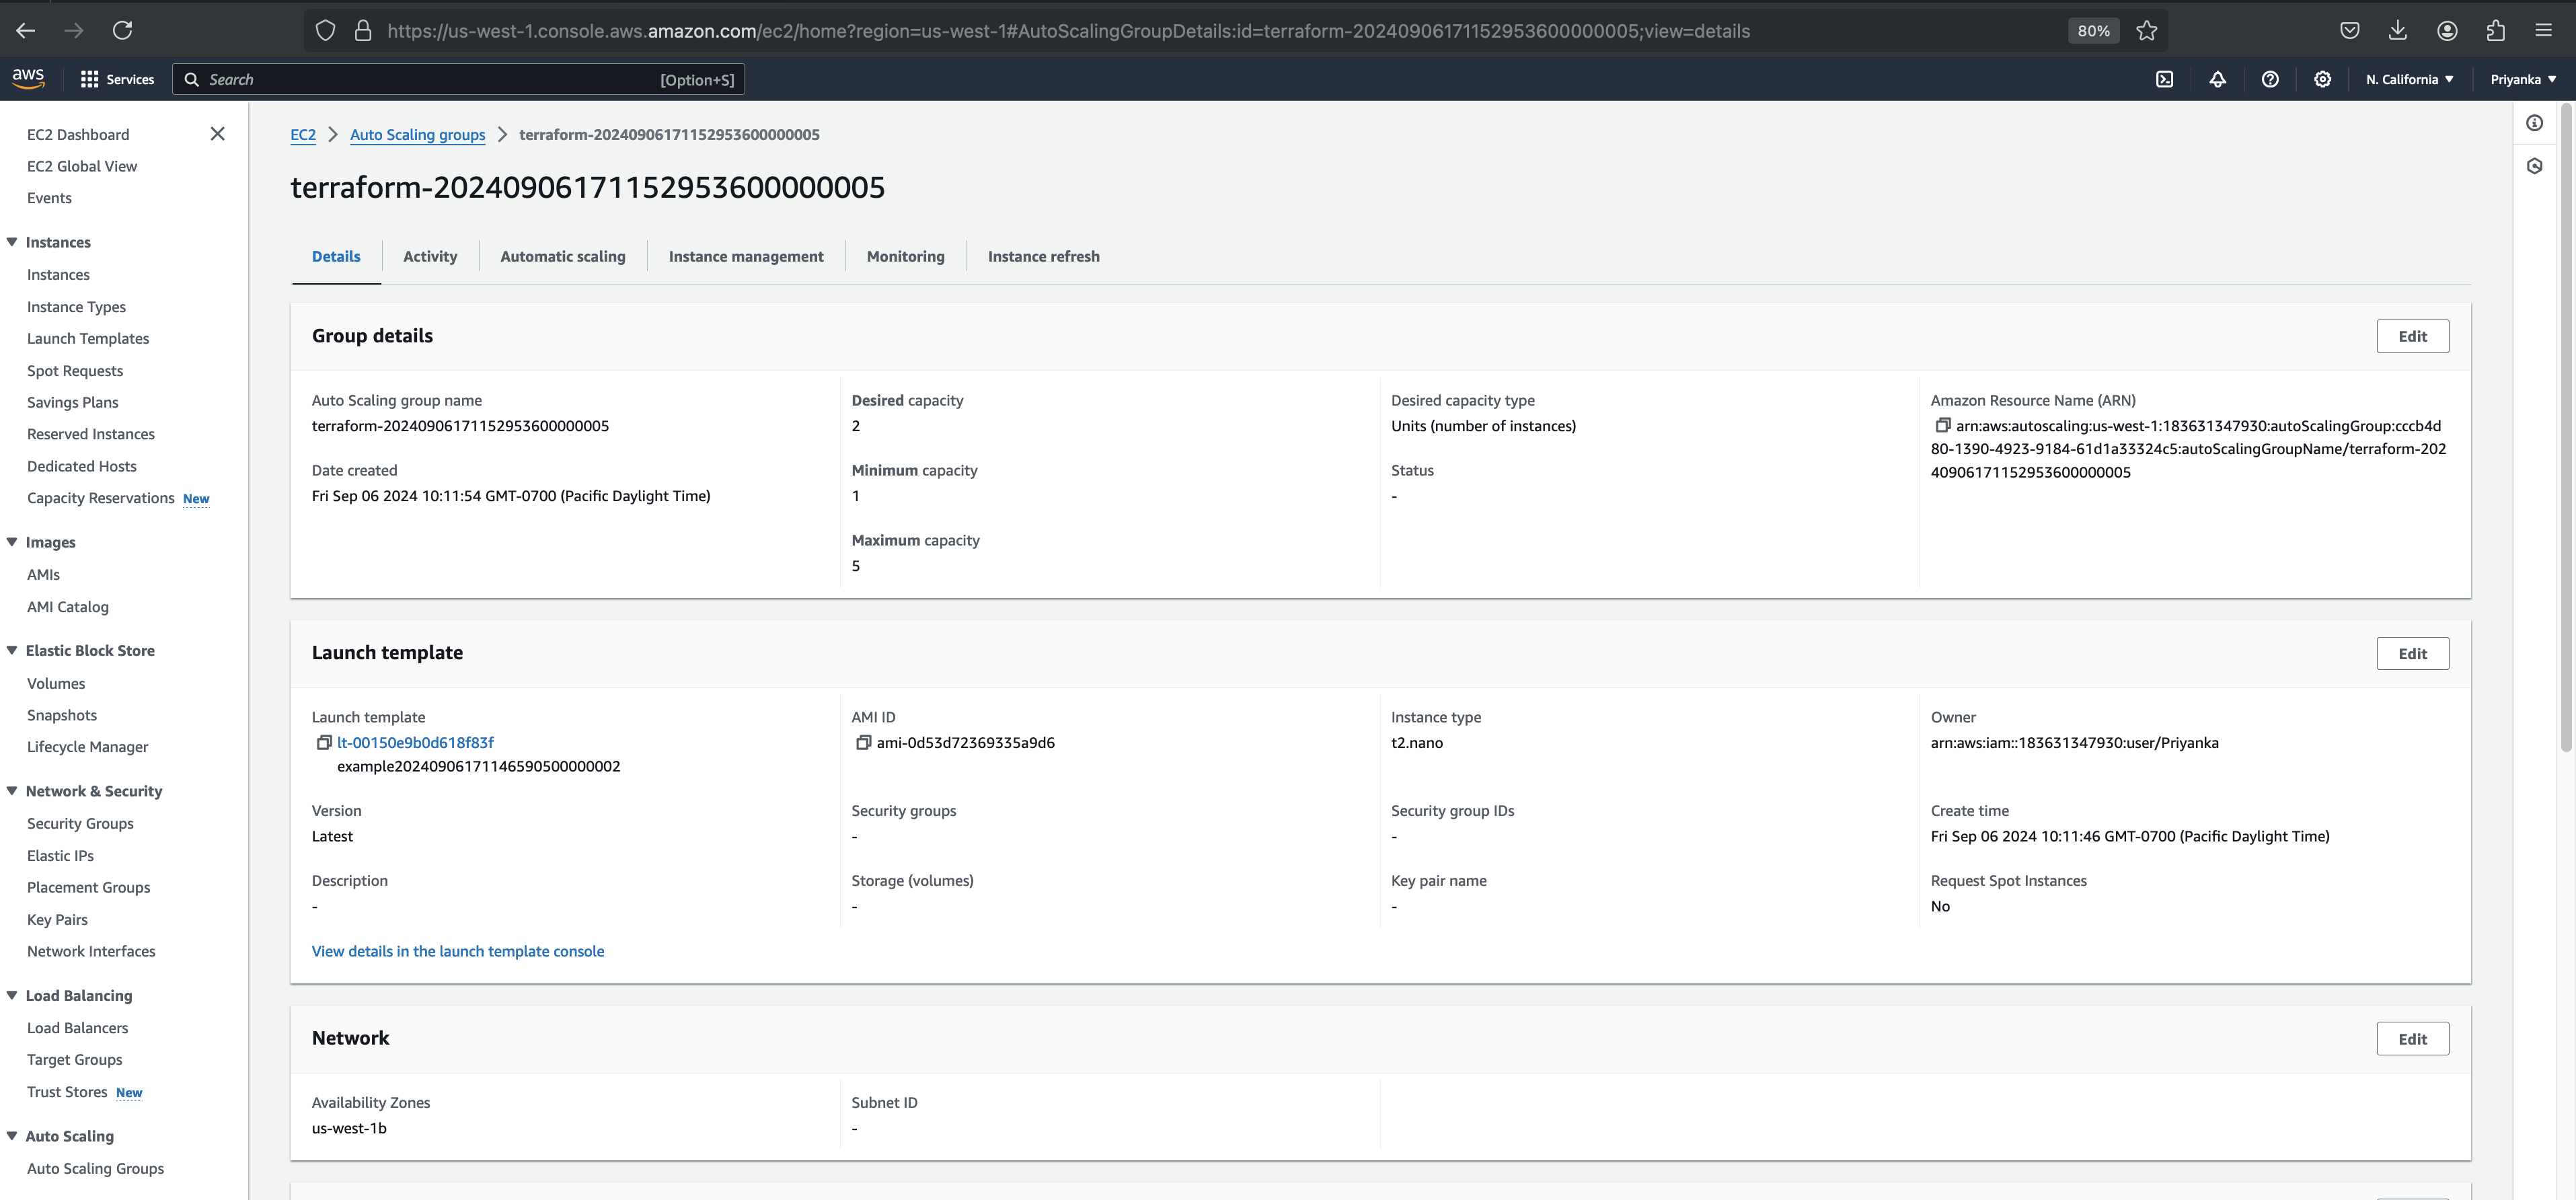 https://us-west-1.console.aws.amazon.com/ec2/home?region=us-west-1#AutoScalingGroupDetails:id=terraform-20240906171152953600000005;view=details
80%
aws
Services
Search
[Option+S]
N. California
Priyanka
EC2 Dashboard
EC2 Global View
Events
Instances
Instances
Instance Types
Launch Templates
Spot Requests
Savings Plans
Reserved Instances
Dedicated Hosts
Capacity Reservations New
Images
AMIs
AMI Catalog
Elastic Block Store
Volumes
Snapshots
Lifecycle Manager
Network & Security
Security Groups
Elastic IPs
Placement Groups
Key Pairs
Network Interfaces
Load Balancing
Load Balancers
Target Groups
Trust Stores New
Auto Scaling
Auto Scaling Groups
EC2 > Auto Scaling groups > terraform-20240906171152953600000005
terraform-20240906171152953600000005
Details
Activity
Automatic scaling
Instance management
Monitoring
Instance refresh
Group details
Edit
Auto Scaling group name
terraform-20240906171152953600000005
Date created
Fri Sep 06 2024 10:11:54 GMT-0700 (Pacific Daylight Time)
Desired capacity
2
Minimum capacity
1
Maximum capacity
5
Desired capacity type
Units (number of instances)
Status
-
Amazon Resource Name (ARN)
arn:aws:autoscaling:us-west-1:183631347930:autoScalingGroup:cccb4d
80-1390-4923-9184-61d1a33324c5:autoScalingGroupName/terraform-202
40906171152953600000005
Launch template
Edit
Launch template
lt-00150e9b0d618f83f
example20240906171146590500000002
AMI ID
ami-0d53d72369335a9d6
Instance type
t2.nano
Owner
arn:aws:iam::183631347930:user/Priyanka
Version
Latest
Security groups
-
Security group IDs
-
Create time
Fri Sep 06 2024 10:11:46 GMT-0700 (Pacific Daylight Time)
Description
-
Storage (volumes)
-
Key pair name
-
Request Spot Instances
No
View details in the launch template console
Network
Edit
Availability Zones
us-west-1b
Subnet ID
-